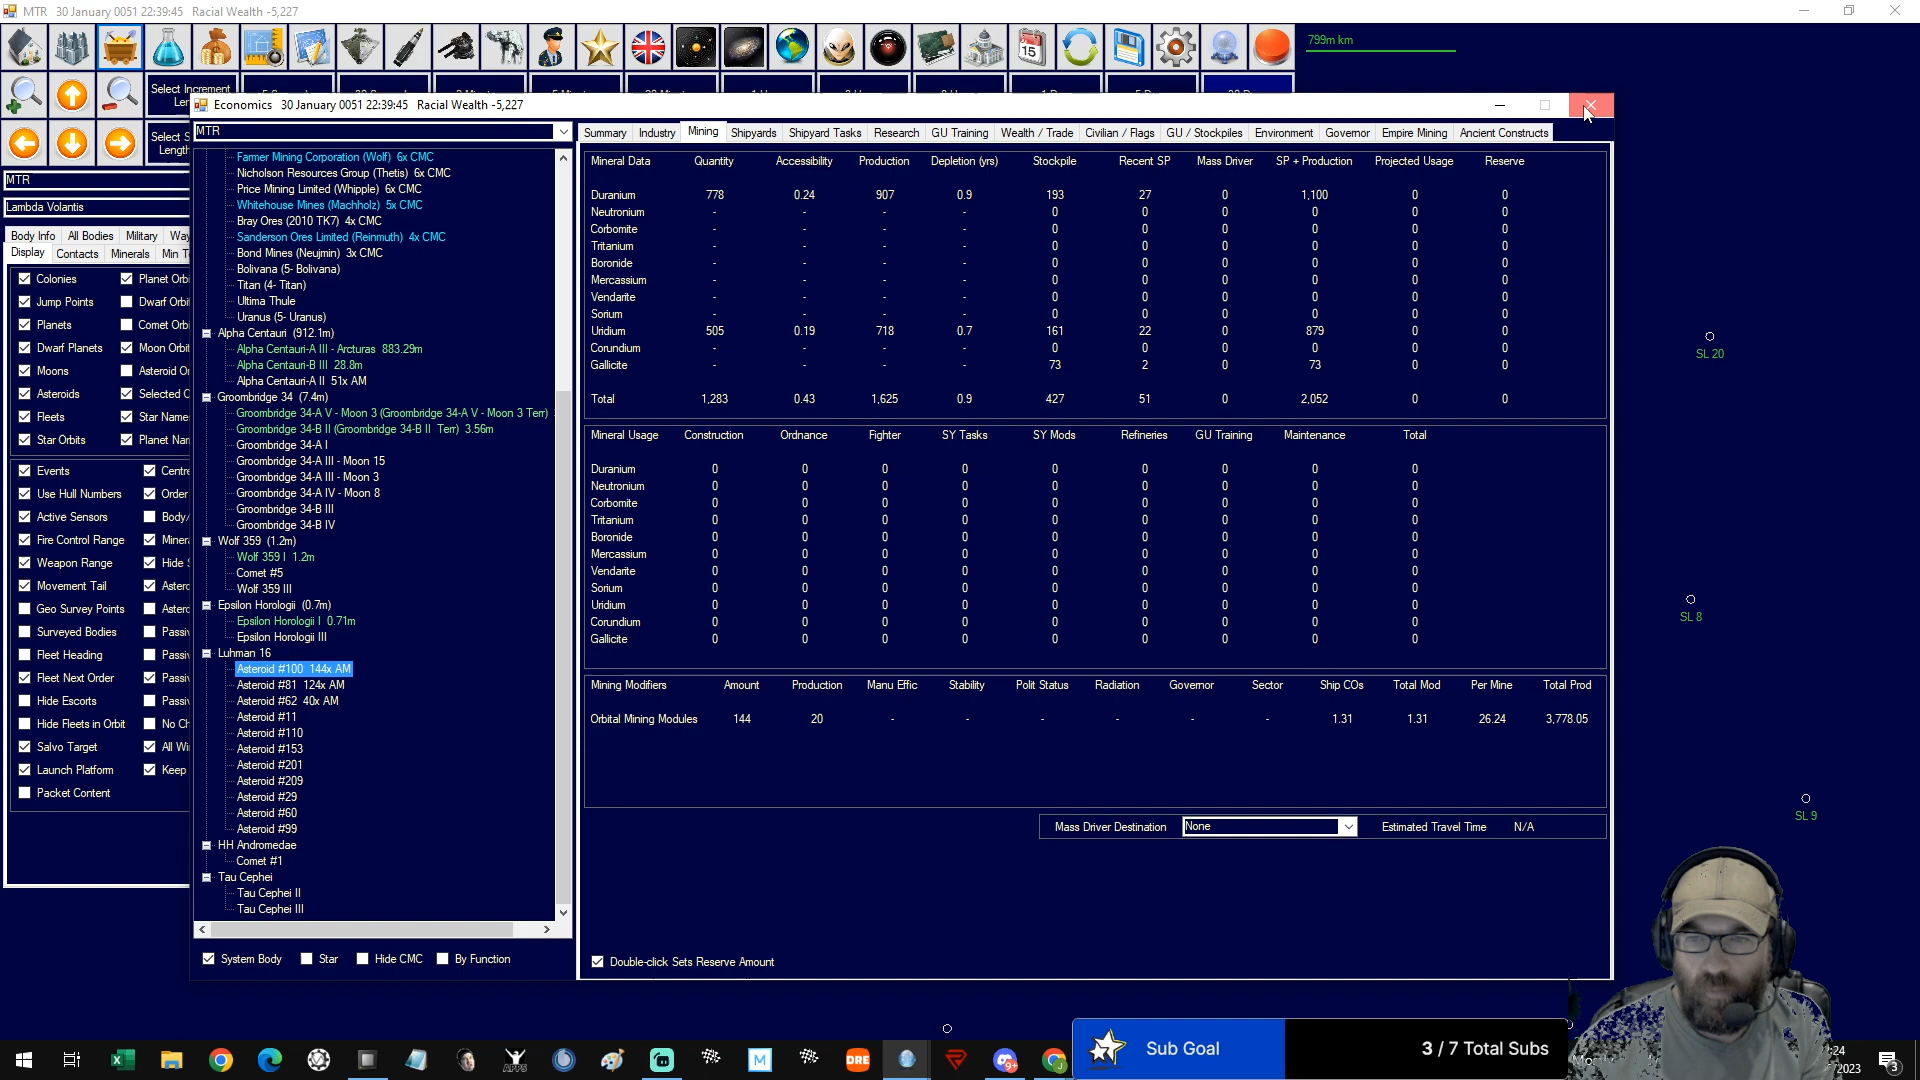 MTR 30 January 0051 22:39:45 Racial Wealth -5,227
799m km
Select Increment
Economics 30 January 0051 22:39:45 Racial Wealth -5,227
MTR
Lambda Volantis
Body Info All Bodies Military
Display Contacts Minerals
Colonies
Jump Points
Planets
Dwarf Planets
Moons
Asteroids
Fleets
Star Orbits
Events
Use Hull Numbers
Active Sensors
Fire Control Range
Weapon Range
Movement Tail
Geo Survey Points
Surveyed Bodies
Fleet Heading
Fleet Next Order
Hide Escorts
Hide Fleets in Orbit
Salvo Target
Launch Platform
Packet Content
MTR
Farmer Mining Corporation (Wolf) 6x CMC
Nicholson Resources Group (Thetis) 6x CMC
Price Mining Limited (Whipple) 6x CMC
Whitehouse Mines (Machholz) 5x CMC
Bray Ores (2010 TK7) 4x CMC
Sanderson Ores Limited (Reinmuth) 4x CMC
Bond Mines (Neujmin) 3x CMC
Bolivana (5- Bolivana)
Titan (4- Titan)
Ultima Thule
Uranus (5- Uranus)
Alpha Centauri (912.1m)
Alpha Centauri-A III - Arcturas 883.29m
Alpha Centauri-B III 28.8m
Alpha Centauri-A II 51x AM
Groombridge 34 (7.4m)
Groombridge 34-A V - Moon 3 (Groombridge 34-A V - Moon 3 Terr)
Groombridge 34-B II (Groombridge 34-B II Terr) 3.56m
Groombridge 34-A I
Groombridge 34-A III - Moon 15
Groombridge 34-A III - Moon 3
Groombridge 34-A IV - Moon 8
Groombridge 34-B III
Groombridge 34-B IV
Wolf 359 (1.2m)
Wolf 359 I 1.2m
Comet #5
Wolf 359 III
Epsilon Horologii (0.7m)
Epsilon Horologii I 0.71m
Epsilon Horologii III
Luhman 16
Asteroid #100 144x AM
Asteroid #81 124x AM
Asteroid #62 40x AM
Asteroid #11
Asteroid #110
Asteroid #153
Asteroid #201
Asteroid #209
Asteroid #29
Asteroid #60
Asteroid #99
HH Andromedae
Comet #1
Tau Cephei
Tau Cephei II
Tau Cephei III
System Body Star Hide CMC By Function
Summary Industry Mining Shipyards Shipyard Tasks Research GU Training Wealth / Trade Civilian / Flags GU / Stockpiles Environment Governor Empire Mining Ancient Constructs
Mineral Data Quantity Accessibility Production Depletion (yrs) Stockpile Recent SP Mass Driver SP + Production Projected Usage Reserve
Duranium 778 0.24 907 0.9 193 27 0 1,100 0 0
Neutronium - - - - 0 0 0 0 0 0
Corbomite - - - - 0 0 0 0 0 0
Tritanium - - - - 0 0 0 0 0 0
Boronide - - - - 0 0 0 0 0 0
Mercassium - - - - 0 0 0 0 0 0
Vendarite - - - - 0 0 0 0 0 0
Sorium - - - - 0 0 0 0 0 0
Uridium 505 0.19 718 0.7 161 22 0 879 0 0
Corundium - - - - 0 0 0 0 0 0
Gallicite - - - - 73 2 0 73 0 0
Total 1,283 0.43 1,625 0.9 427 51 0 2,052 0 0
Mineral Usage Construction Ordnance Fighter SY Tasks SY Mods Refineries GU Training Maintenance Total
Duranium 0 0 0 0 0 0 0 0 0
Neutronium 0 0 0 0 0 0 0 0 0
Corbomite 0 0 0 0 0 0 0 0 0
Tritanium 0 0 0 0 0 0 0 0 0
Boronide 0 0 0 0 0 0 0 0 0
Mercassium 0 0 0 0 0 0 0 0 0
Vendarite 0 0 0 0 0 0 0 0 0
Sorium 0 0 0 0 0 0 0 0 0
Uridium 0 0 0 0 0 0 0 0 0
Corundium 0 0 0 0 0 0 0 0 0
Gallicite 0 0 0 0 0 0 0 0 0
Mining Modifiers Amount Production Manu Effic Stability Polit Status Radiation Governor Sector Ship COs Total Mod Per Mine Total Prod
Orbital Mining Modules 144 20 - - - - - - 1.31 1.31 26.24 3,778.05
Mass Driver Destination None Estimated Travel Time N/A
Double-click Sets Reserve Amount
SL 20
SL 8
SL 9
Sub Goal 3 / 7 Total Subs